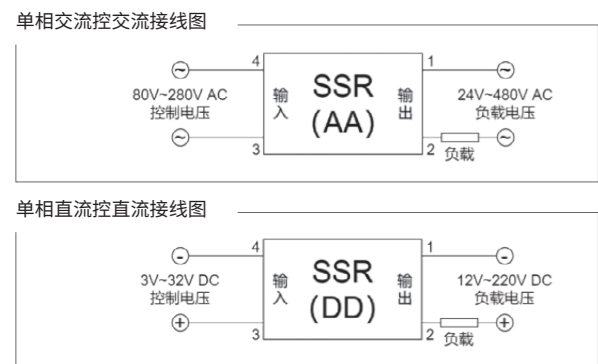 单相交流控交流接线图
4
1
80V~280V AC
控制电压
输入
SSR
(AA)
输出
24V~480V AC
负载电压
3
2
负载
单相直流控直流接线图
4
1
3V~32V DC
控制电压
输入
SSR
(DD)
输出
12V~220V DC
负载电压
3
2
负载